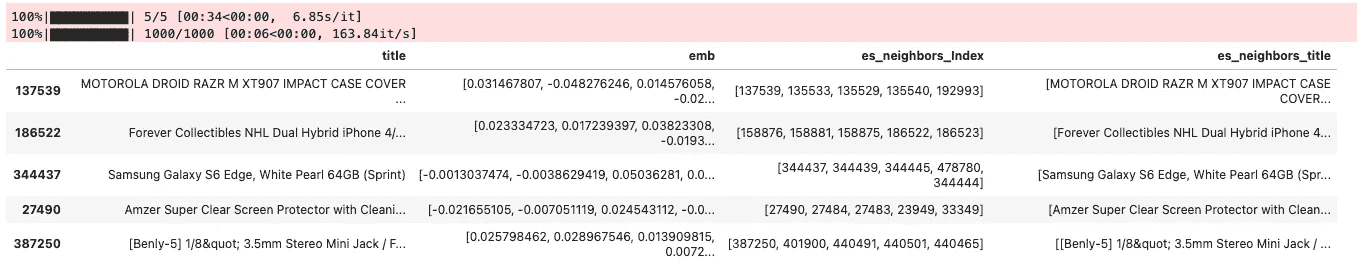 100%|██████████| 5/5 [00:34<00:00,  6.85s/it]
100%|██████████| 1000/1000 [00:06<00:00, 163.84it/s]
title emb es_neighbors_Index es_neighbors_title
137539 MOTOROLA DROID RAZR M XT907 IMPACT CASE COVER ... [0.031467807, -0.048276246, 0.014576058, -0.02... [137539, 135533, 135529, 135540, 192993] [MOTOROLA DROID RAZR M XT907 IMPACT CASE COVER...
186522 Forever Collectibles NHL Dual Hybrid iPhone 4/... [0.023334723, 0.017239397, 0.03823308, -0.0193... [158876, 158881, 158875, 186522, 186523] [Forever Collectibles NHL Dual Hybrid iPhone 4...
344437 Samsung Galaxy S6 Edge, White Pearl 64GB (Sprint) [-0.0013037474, -0.0038629419, 0.05036281, 0.0... [344437, 344439, 344445, 478780, 344444] [Samsung Galaxy S6 Edge, White Pearl 64GB (Spr...
27490 Amzer Super Clear Screen Protector with Cleani... [-0.021655105, -0.007051119, 0.024543112, -0.0... [27490, 27484, 27483, 23949, 33349] [Amzer Super Clear Screen Protector with Clean...
387250 [Benly-5] 1/8&quot; 3.5mm Stereo Mini Jack / F... [0.025798462, 0.028967546, 0.013909815, 0.0072... [387250, 401900, 440491, 440501, 440465] [[Benly-5] 1/8&quot; 3.5mm Stereo Mini Jack / ...